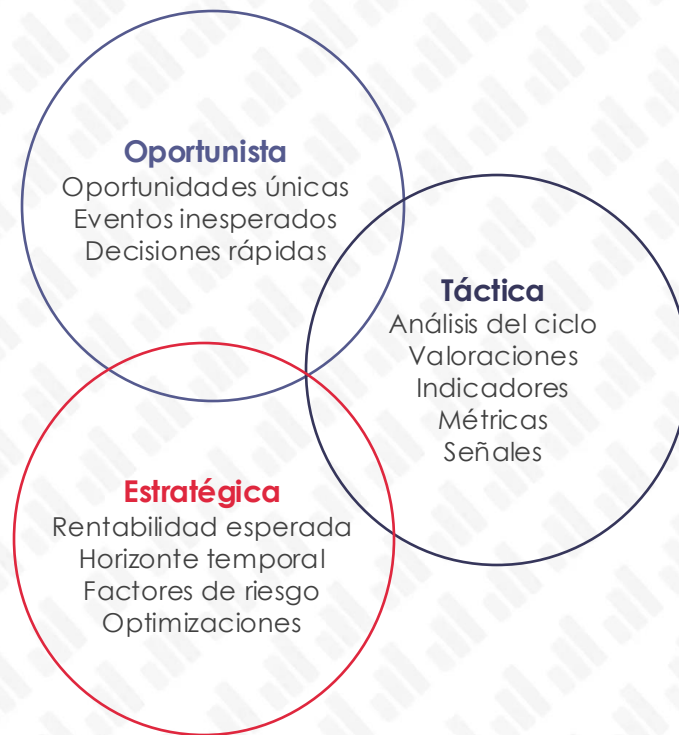 Oportunista
Oportunidades únicas
Eventos inesperados
Decisiones rápidas
Táctica
Análisis del ciclo
Valoraciones
Indicadores
Métricas
Señales
Estratégica
Rentabilidad esperada
Horizonte temporal
Factores de riesgo
Optimizaciones